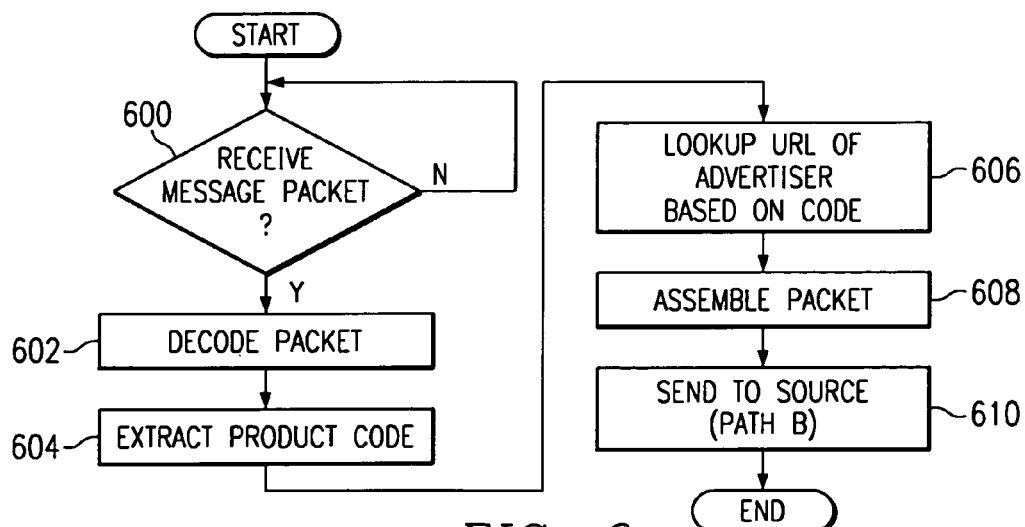 START
600
RECEIVE
MESSAGE PACKET
?
N
Y
602
DECODE PACKET
604
EXTRACT PRODUCT CODE
LOOKUP URL OF
ADVERTISER
BASED ON CODE
606
ASSEMBLE PACKET
608
SEND TO SOURCE
(PATH B)
610
END